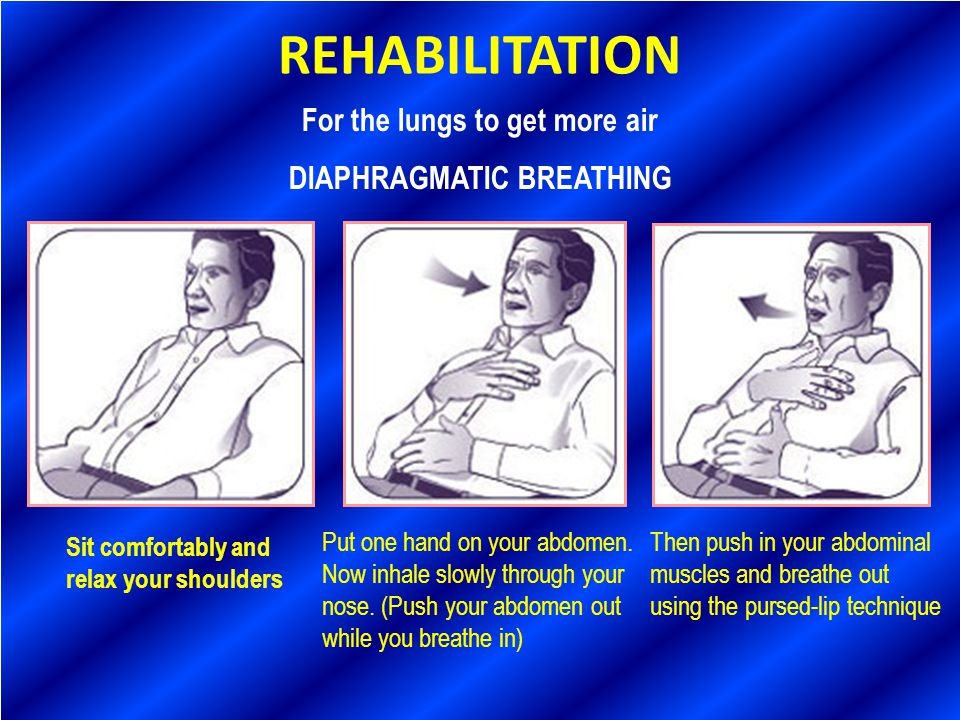 REHABILITATION
For the lungs to get more air
DIAPHRAGMATIC BREATHING
Sit comfortably and
relax your shoulders
Put one hand on your abdomen.
Now inhale slowly through your
nose. (Push your abdomen out
while you breathe in)
Then push in your abdominal
muscles and breathe out
using the pursed-lip technique